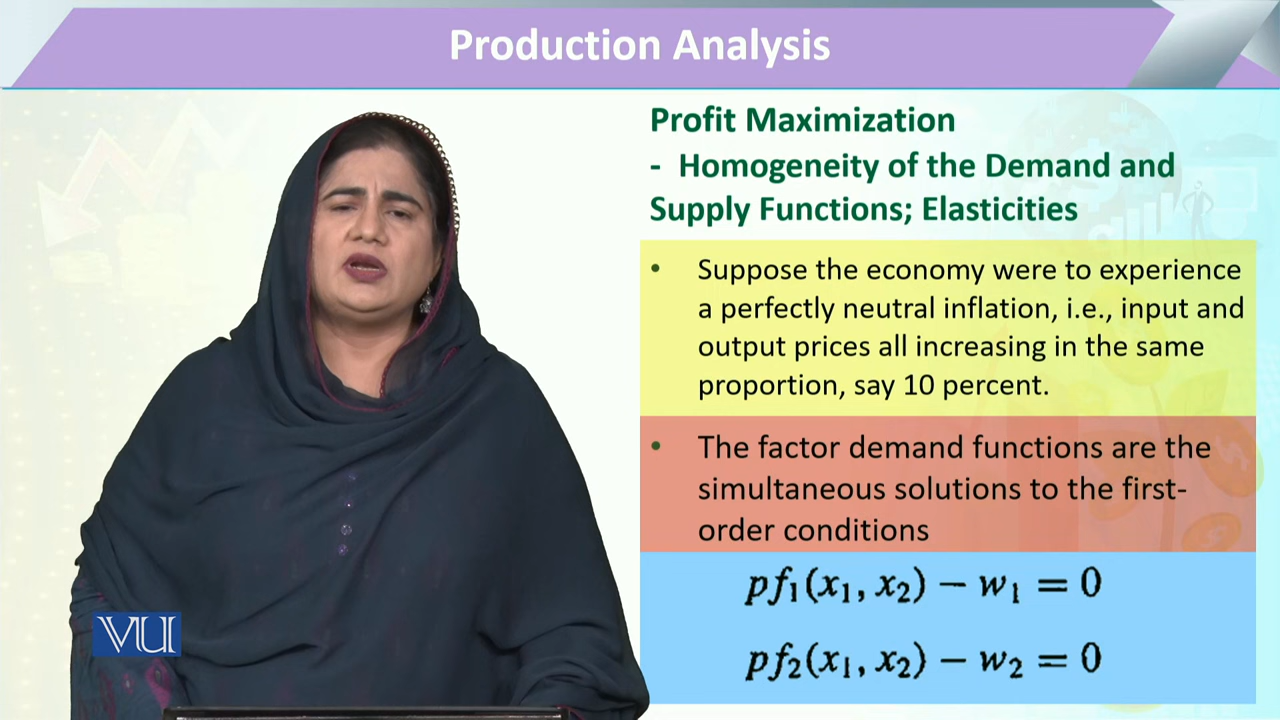 Production Analysis
Profit Maximization
- Homogeneity of the Demand and
Supply Functions; Elasticities
• Suppose the economy were to experience
a perfectly neutral inflation, i.e., input and
output prices all increasing in the same
proportion, say 10 percent.
• The factor demand functions are the
simultaneous solutions to the first-
order conditions
pf₁(x₁, x₂) − w₁ = 0
pf₂(x₁, x₂) − w₂ = 0
VU